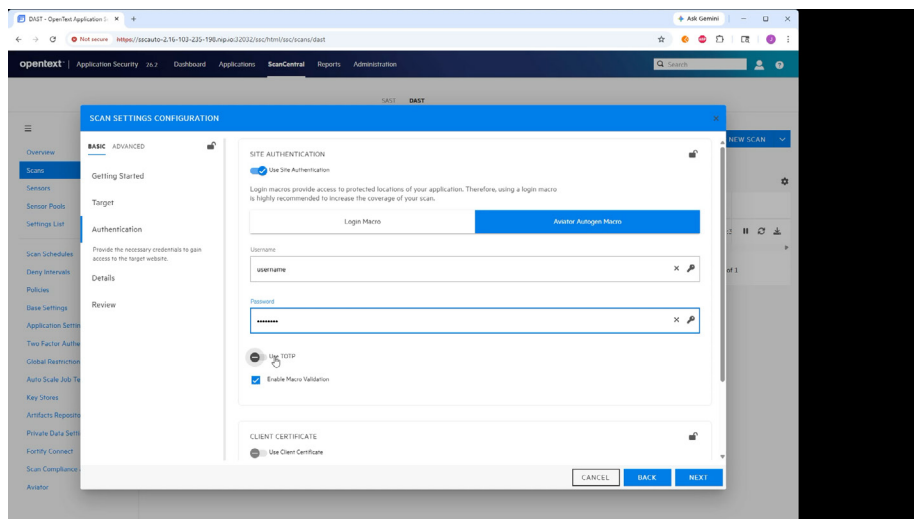 DAST - OpenText Application S
Ask Gemini
Not secure https://sscauto-2.16-103-235-198.nip.io:32032/ssc/html/ssc/scans/dast
opentext | Application Security 26.2 Dashboard Applications ScanCentral Reports Administration Search
SAST DAST
SCAN SETTINGS CONFIGURATION
NEW SCAN
BASIC ADVANCED
Getting Started
Target
Authentication
Provide the necessary credentials to gain
access to the target website.
Details
Review
Overview
Scans
Sensors
Sensor Pools
Settings List
Scan Schedules
Deny Intervals
Policies
Base Settings
Application Settin
Two Factor Authe
Global Restriction
Auto Scale Job Te
Key Stores
Artifacts Reposito
Private Data Setti
Fortify Connect
Scan Compliance
Aviator
SITE AUTHENTICATION
Use Site Authentication
Login macros provide access to protected locations of your application. Therefore, using a login macro
is highly recommended to increase the coverage of your scan.
Login Macro Aviator Autogen Macro
Username
username
Password
••••••••
Use TOTP
Enable Macro Validation
CLIENT CERTIFICATE
Use Client Certificate
of 1
CANCEL BACK NEXT